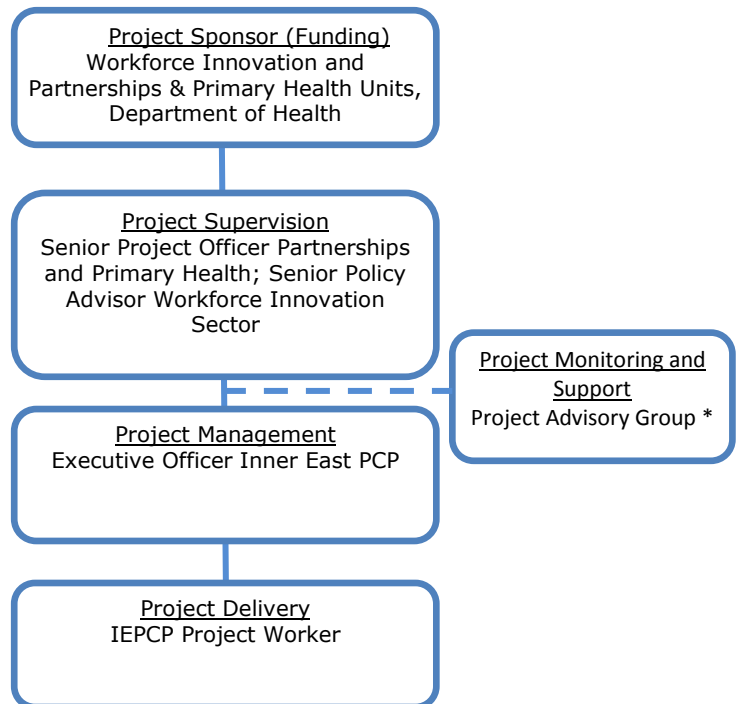 Project Sponsor (Funding)
Workforce Innovation and
Partnerships & Primary Health Units,
Department of Health
Project Supervision
Senior Project Officer Partnerships
and Primary Health; Senior Policy
Advisor Workforce Innovation
Sector
Project Monitoring and
Support
Project Advisory Group *
Project Management
Executive Officer Inner East PCP
Project Delivery
IEPCP Project Worker